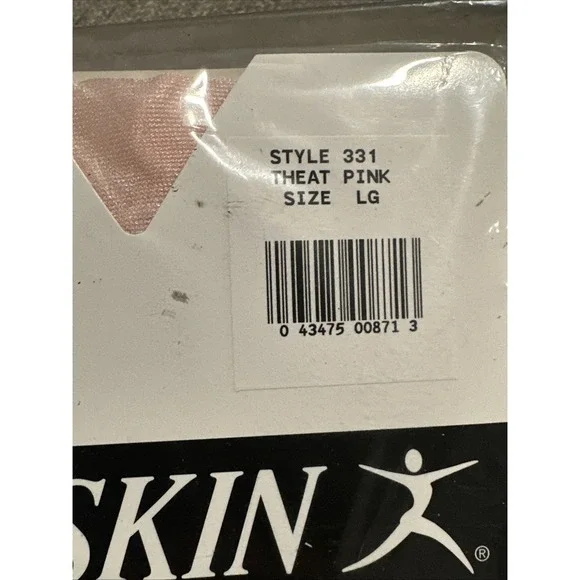 STYLE 331
THEAT PINK
SIZE LG
0 43475 00871 3
SKIN
®